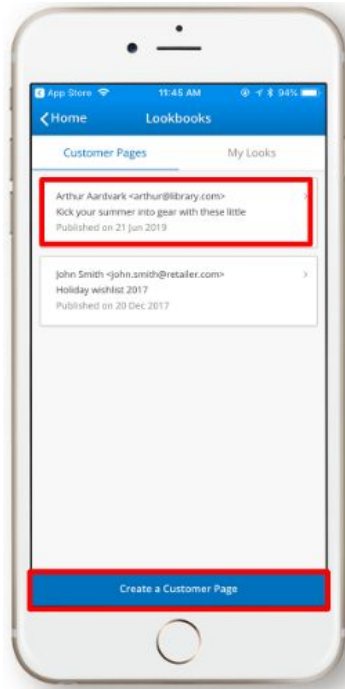 App Store 11:45 AM 94%
Home Lookbooks
Customer Pages My Looks
Arthur Aardvark <arthur@library.com>
Kick your summer into gear with these little
Published on 21 Jun 2019
John Smith <john.smith@retailer.com>
Holiday wishlist 2017
Published on 20 Dec 2017
Create a Customer Page